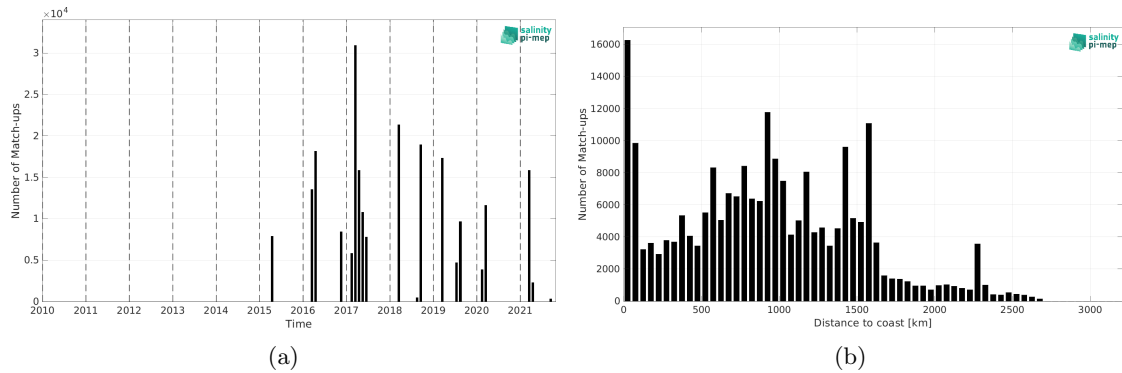 ×10⁴
Number of Match-ups
3
2.5
2
1.5
1
0.5
0
2010 2011 2012 2013 2014 2015 2016 2017 2018 2019 2020 2021
Time
salinity
pi-mep
(a)
Number of Match-ups
16000
14000
12000
10000
8000
6000
4000
2000
0
0 500 1000 1500 2000 2500 3000
Distance to coast [km]
salinity
pi-mep
(b)